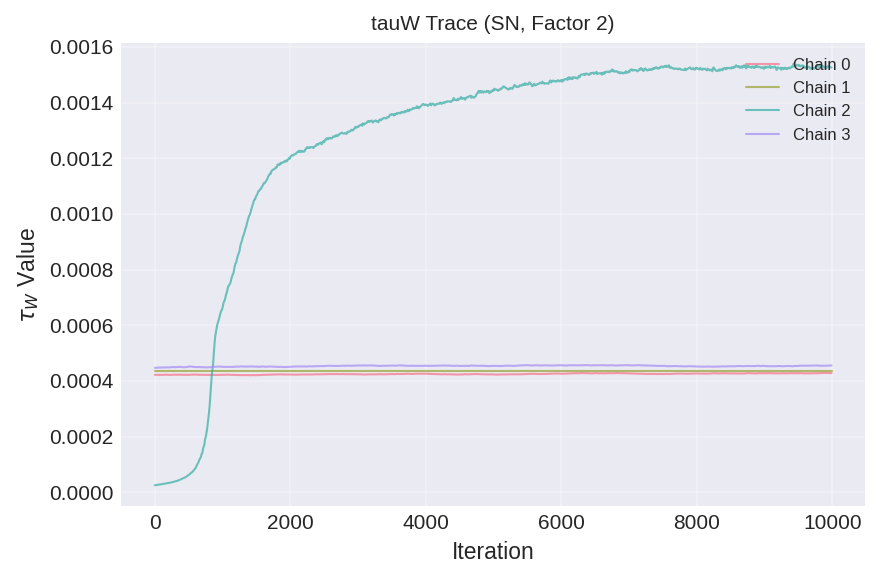 tauW Trace (SN, Factor 2)
τW Value
0.0016
0.0014
0.0012
0.0010
0.0008
0.0006
0.0004
0.0002
0.0000
Chain 0
Chain 1
Chain 2
Chain 3
0 2000 4000 6000 8000 10000
Iteration